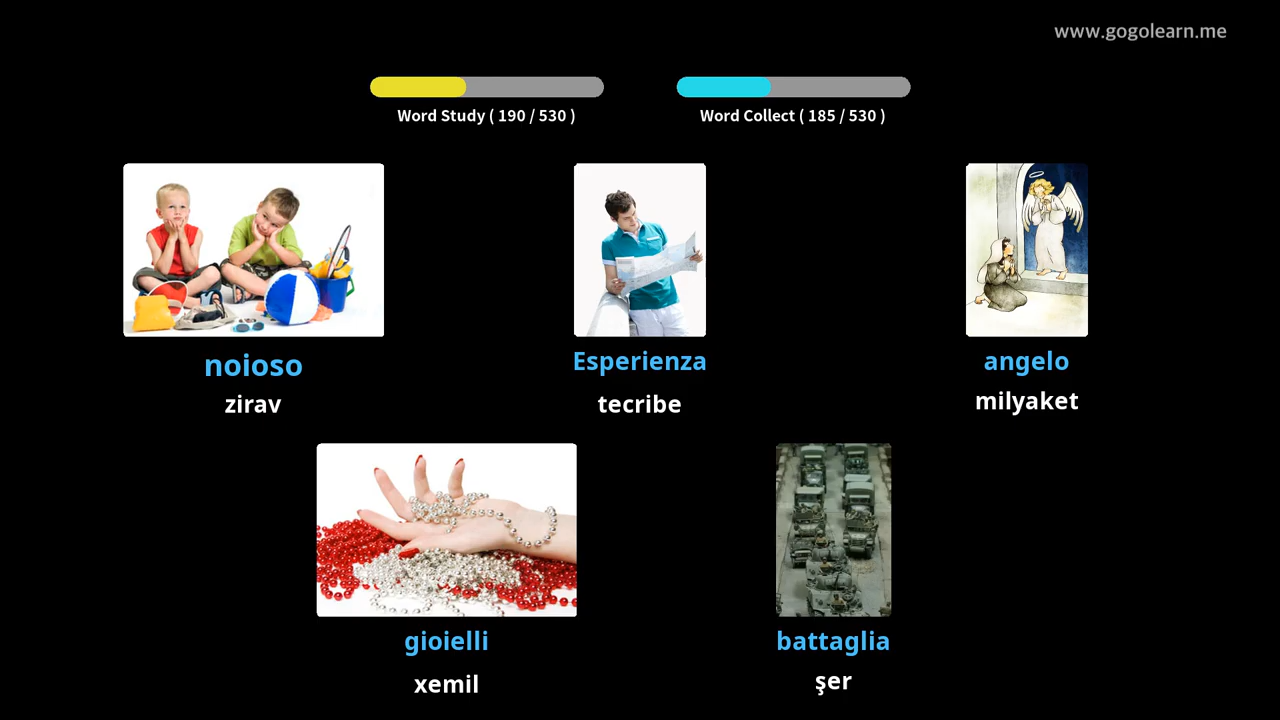 www.gogolearn.me
Word Study ( 190 / 530 )
Word Collect ( 185 / 530 )
noioso
zirav
Esperienza
tecribe
angelo
milyaket
gioielli
xemil
battaglia
şer